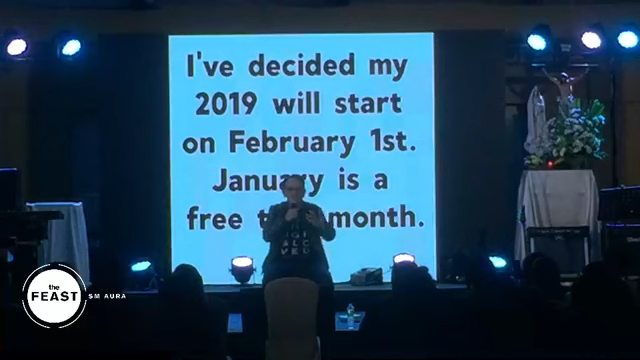 I've decided my
2019 will start
on February 1st.
January is a
free month.
the
FEAST
SM AURA